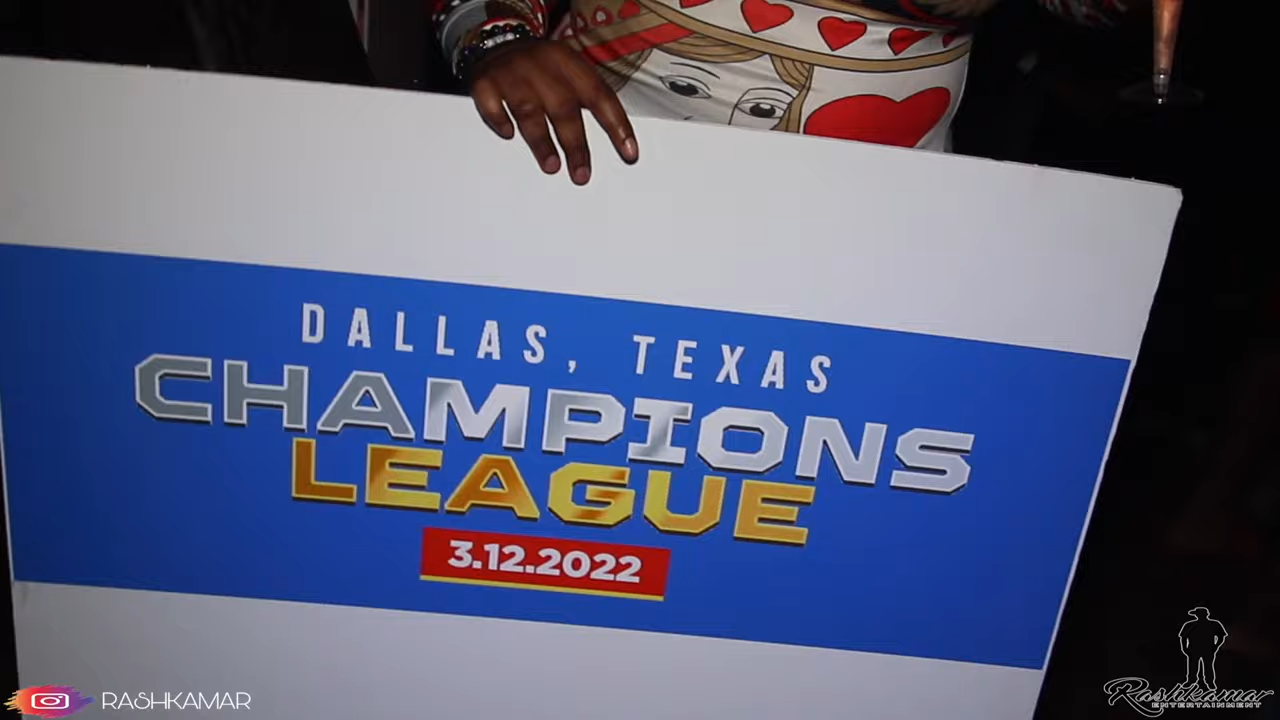 DALLAS, TEXAS
CHAMPIONS
LEAGUE
3.12.2022
RASHKAMAR
Rashkamar
ENTERTAINMENT